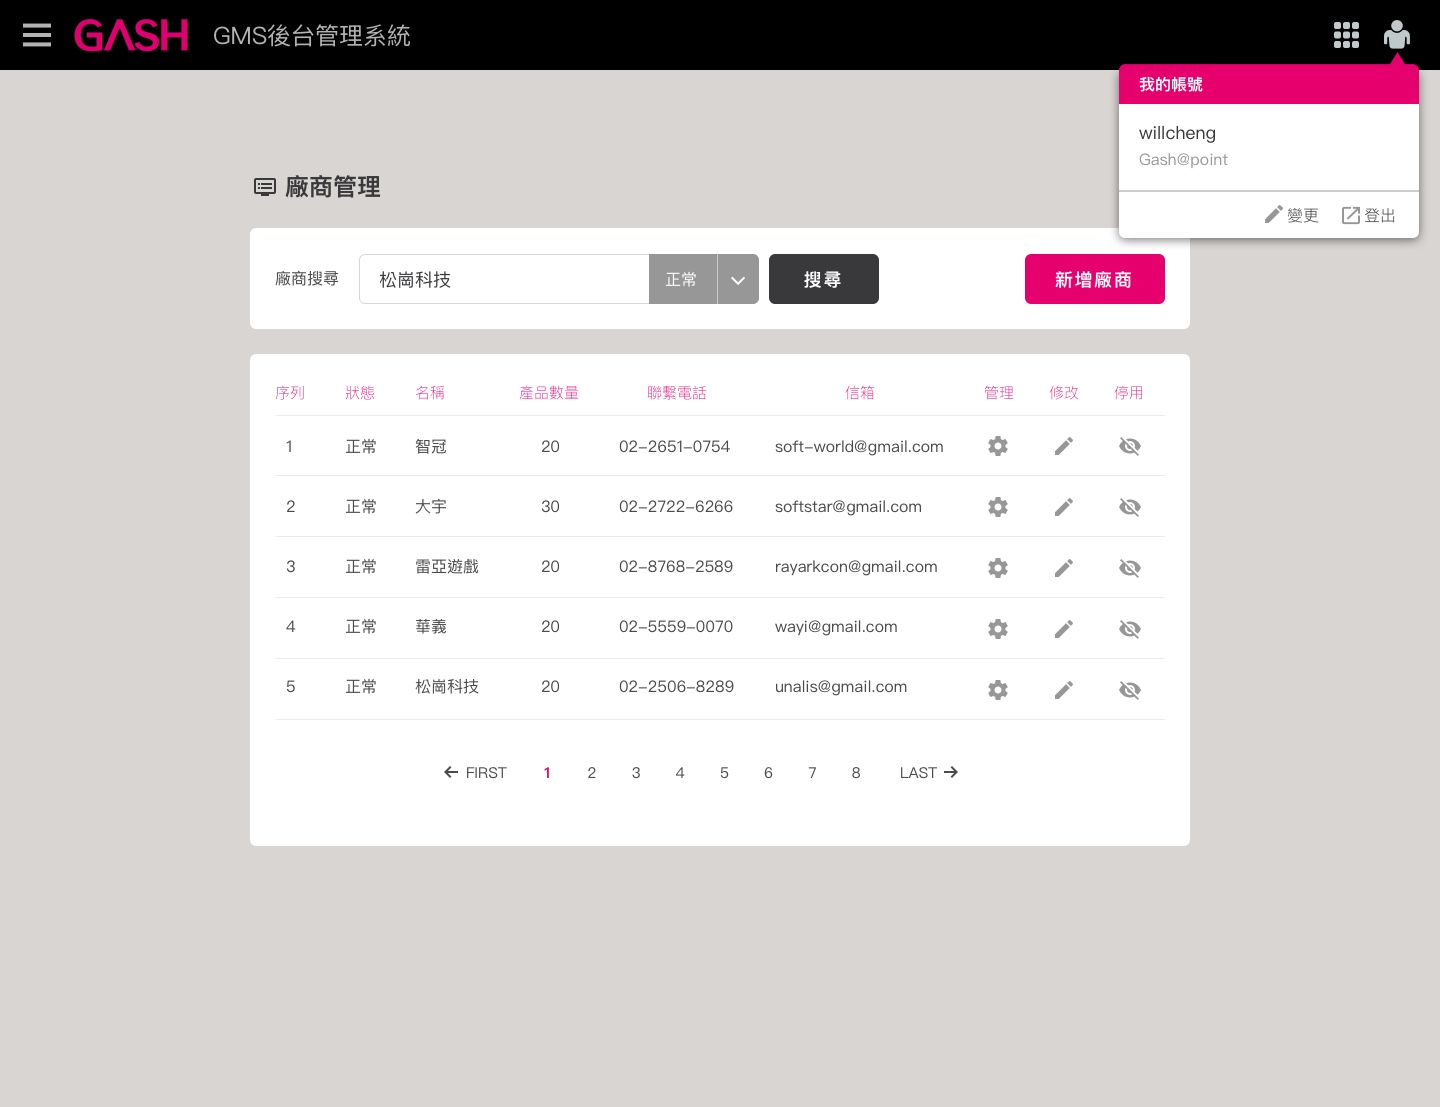 GASH GMS後台管理系統
我的帳號
willcheng
Gash@point
變更 登出
廠商管理
廠商搜尋 松崗科技 正常 搜尋 新增廠商
序列 狀態 名稱 產品數量 聯繫電話 信箱 管理 修改 停用
1 正常 智冠 20 02-2651-0754 soft-world@gmail.com
2 正常 大宇 30 02-2722-6266 softstar@gmail.com
3 正常 雷亞遊戲 20 02-8768-2589 rayarkcon@gmail.com
4 正常 華義 20 02-5559-0070 wayi@gmail.com
5 正常 松崗科技 20 02-2506-8289 unalis@gmail.com
FIRST 1 2 3 4 5 6 7 8 LAST